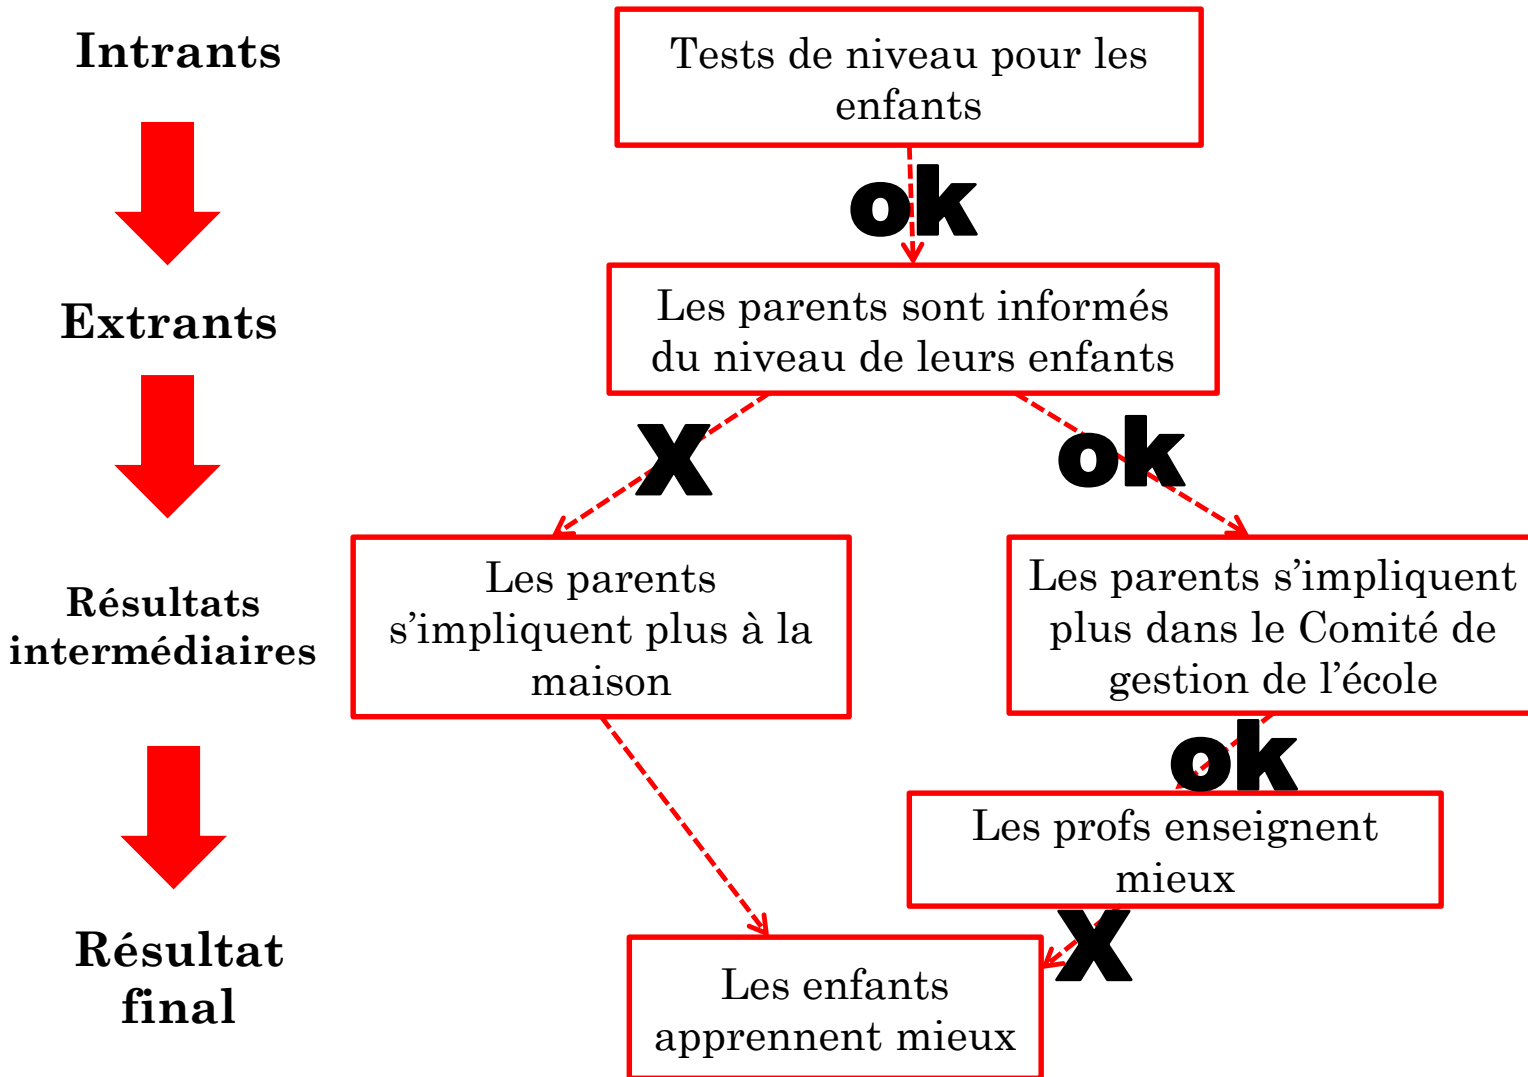 Intrants
Tests de niveau pour les
enfants
ok
Extrants
Les parents sont informés
du niveau de leurs enfants
X
ok
Résultats
intermédiaires
Les parents
s'impliquent plus à la
maison
Les parents s'impliquent
plus dans le Comité de
gestion de l'école
ok
Les profs enseignent
mieux
X
Résultat
final
Les enfants
apprennent mieux